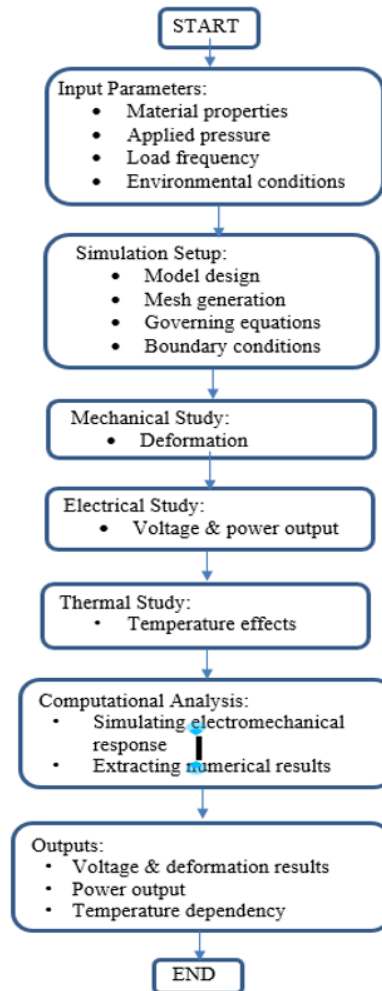 START
Input Parameters:
• Material properties
• Applied pressure
• Load frequency
• Environmental conditions
Simulation Setup:
• Model design
• Mesh generation
• Governing equations
• Boundary conditions
Mechanical Study:
• Deformation
Electrical Study:
• Voltage & power output
Thermal Study:
• Temperature effects
Computational Analysis:
• Simulating electromechanical
response
• Extracting numerical results
Outputs:
• Voltage & deformation results
• Power output
• Temperature dependency
END